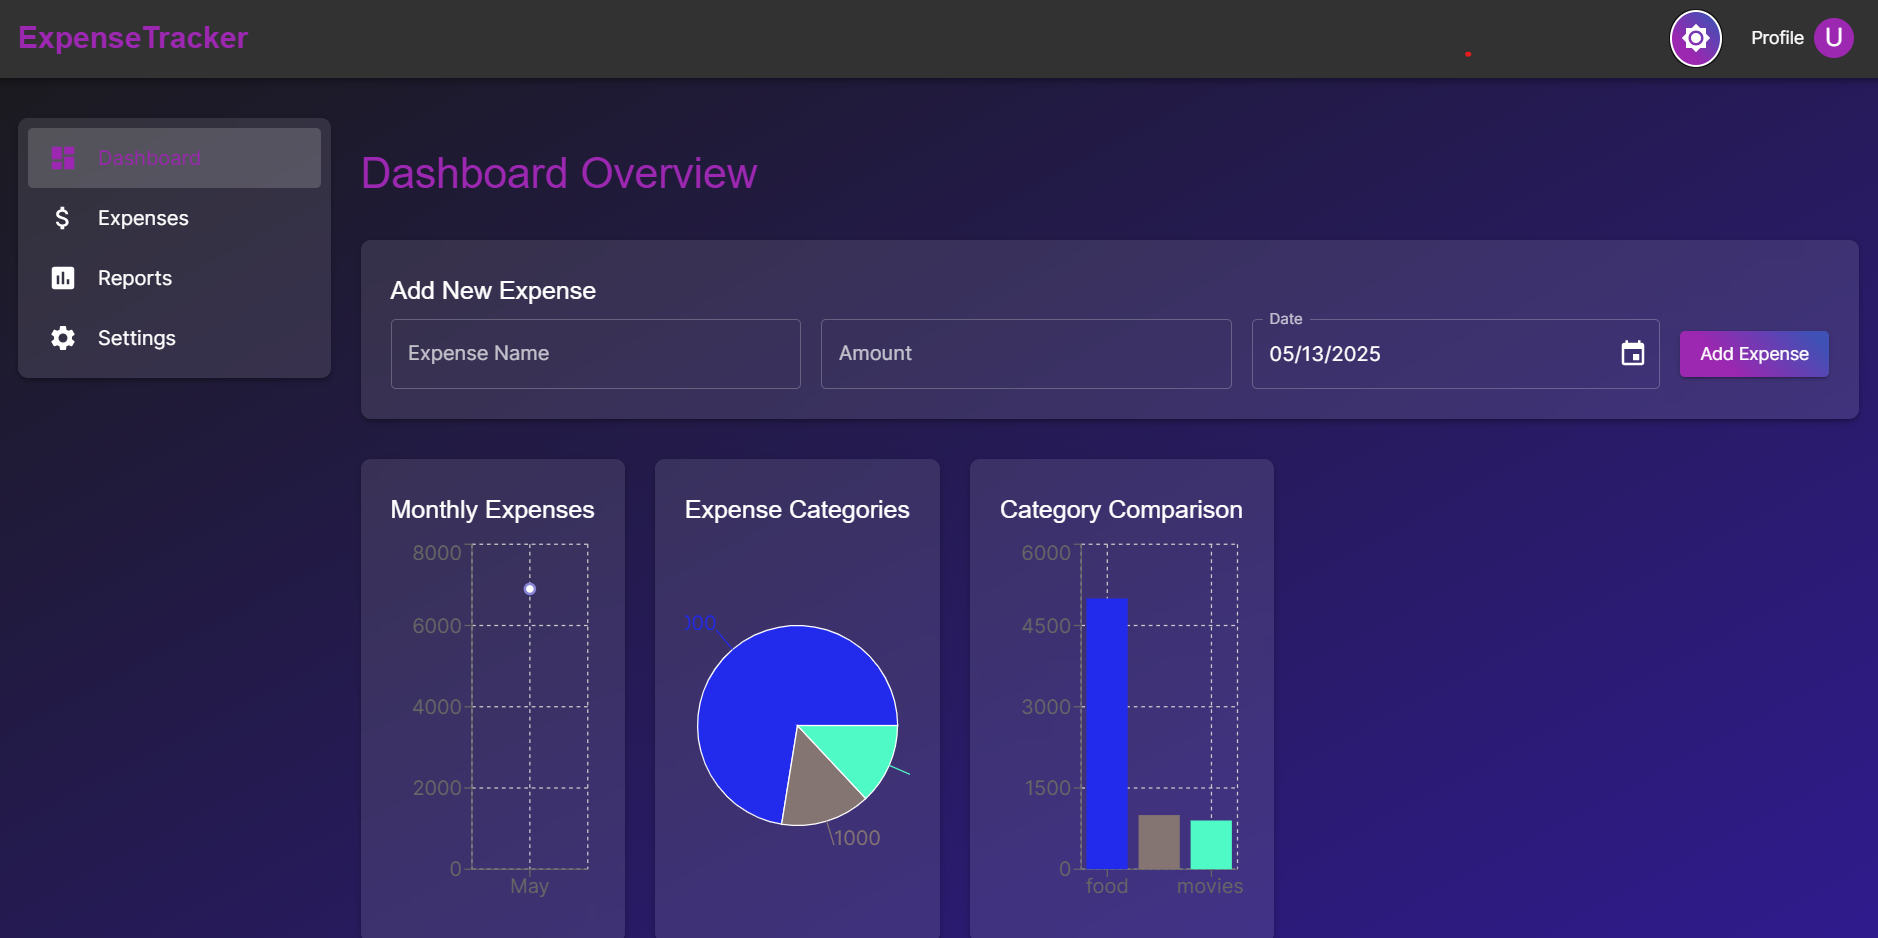 ExpenseTracker
Profile U
Dashboard
Expenses
Reports
Settings
Dashboard Overview
Add New Expense
Expense Name
Amount
Date
05/13/2025
Add Expense
Monthly Expenses
8000
6000
4000
2000
0
May
Expense Categories
1000
Category Comparison
6000
4500
3000
1500
0
food
movies